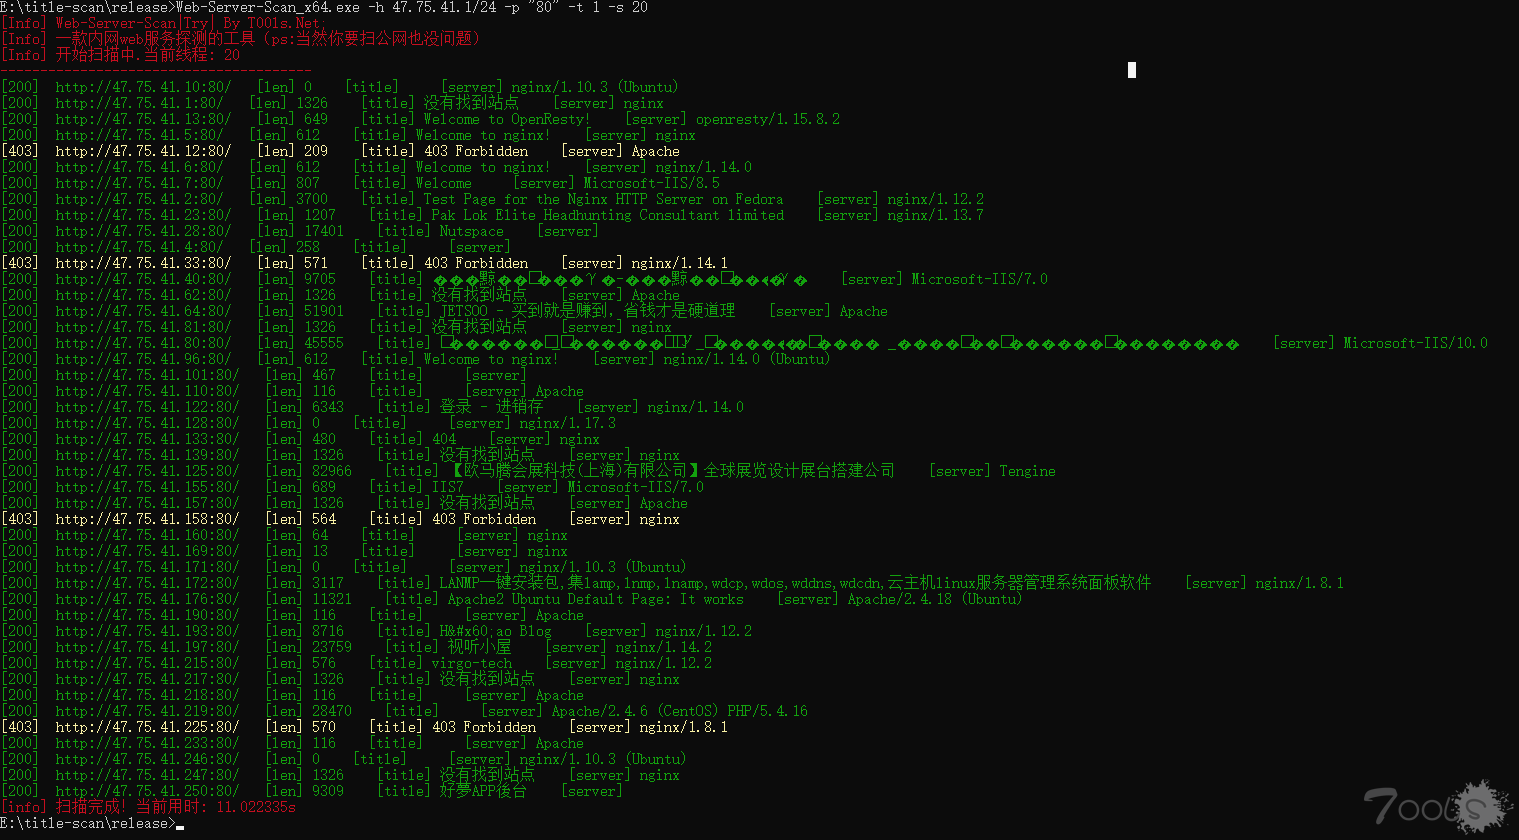 E:\title-scan\release>Web-Server-Scan_x64.exe -h 47.75.41.1/24 -p "80" -t 1 -s 20
[Info] Web-Server-Scan|Try| By T00ls.Net;
[Info] 一款内网web服务探测的工具（ps:当然你要扫公网也没问题）
[Info] 开始扫描中.当前线程: 20
---------------------------------------
[200] http://47.75.41.10:80/ [len] 0 [title] [server] nginx/1.10.3 (Ubuntu)
[200] http://47.75.41.1:80/ [len] 1326 [title] 没有找到站点 [server] nginx
[200] http://47.75.41.13:80/ [len] 649 [title] Welcome to OpenResty! [server] openresty/1.15.8.2
[200] http://47.75.41.5:80/ [len] 612 [title] Welcome to nginx! [server] nginx
[403] http://47.75.41.12:80/ [len] 209 [title] 403 Forbidden [server] Apache
[200] http://47.75.41.6:80/ [len] 612 [title] Welcome to nginx! [server] nginx/1.14.0
[200] http://47.75.41.7:80/ [len] 807 [title] Welcome [server] Microsoft-IIS/8.5
[200] http://47.75.41.2:80/ [len] 3700 [title] Test Page for the Nginx HTTP Server on Fedora [server] nginx/1.12.2
[200] http://47.75.41.23:80/ [len] 1207 [title] Pak Lok Elite Headhunting Consultant limited [server] nginx/1.13.7
[200] http://47.75.41.28:80/ [len] 17401 [title] Nutspace [server]
[200] http://47.75.41.4:80/ [len] 258 [title] [server]
[403] http://47.75.41.33:80/ [len] 571 [title] 403 Forbidden [server] nginx/1.14.1
[200] http://47.75.41.40:80/ [len] 9705 [title] [server] Microsoft-IIS/7.0
[200] http://47.75.41.62:80/ [len] 1326 [title] 没有找到站点 [server] Apache
[200] http://47.75.41.64:80/ [len] 51901 [title] JETSOO - 买到就是赚到，省钱才是硬道理 [server] Apache
[200] http://47.75.41.81:80/ [len] 1326 [title] 没有找到站点 [server] nginx
[200] http://47.75.41.80:80/ [len] 45555 [title] [server] Microsoft-IIS/10.0
[200] http://47.75.41.96:80/ [len] 612 [title] Welcome to nginx! [server] nginx/1.14.0 (Ubuntu)
[200] http://47.75.41.101:80/ [len] 467 [title] [server]
[200] http://47.75.41.110:80/ [len] 116 [title] [server] Apache
[200] http://47.75.41.122:80/ [len] 6343 [title] 登录 - 进销存 [server] nginx/1.14.0
[200] http://47.75.41.128:80/ [len] 0 [title] [server] nginx/1.17.3
[200] http://47.75.41.133:80/ [len] 480 [title] 404 [server] nginx
[200] http://47.75.41.139:80/ [len] 1326 [title] 没有找到站点 [server] nginx
[200] http://47.75.41.125:80/ [len] 82966 [title] 【欧马腾会展科技(上海)有限公司】全球展览设计展台搭建公司 [server] Tengine
[200] http://47.75.41.155:80/ [len] 689 [title] IIS7 [server] Microsoft-IIS/7.0
[200] http://47.75.41.157:80/ [len] 1326 [title] 没有找到站点 [server] Apache
[403] http://47.75.41.158:80/ [len] 564 [title] 403 Forbidden [server] nginx
[200] http://47.75.41.160:80/ [len] 64 [title] [server] nginx
[200] http://47.75.41.169:80/ [len] 13 [title] [server] nginx
[200] http://47.75.41.171:80/ [len] 0 [title] [server] nginx/1.10.3 (Ubuntu)
[200] http://47.75.41.172:80/ [len] 3117 [title] LANMP一键安装包,集lamp,lnmp,lnamp,wdcp,wdos,wddns,wdcdn,云主机linux服务器管理系统面板软件 [server] nginx/1.8.1
[200] http://47.75.41.176:80/ [len] 11321 [title] Apache2 Ubuntu Default Page: It works [server] Apache/2.4.18 (Ubuntu)
[200] http://47.75.41.190:80/ [len] 116 [title] [server] Apache
[200] http://47.75.41.193:80/ [len] 8716 [title] H&#x60;ao Blog [server] nginx/1.12.2
[200] http://47.75.41.197:80/ [len] 23759 [title] 视听小屋 [server] nginx/1.14.2
[200] http://47.75.41.215:80/ [len] 576 [title] virgo-tech [server] nginx/1.12.2
[200] http://47.75.41.217:80/ [len] 1326 [title] 没有找到站点 [server] nginx
[200] http://47.75.41.218:80/ [len] 116 [title] [server] Apache
[200] http://47.75.41.219:80/ [len] 28470 [title] [server] Apache/2.4.6 (CentOS) PHP/5.4.16
[403] http://47.75.41.225:80/ [len] 570 [title] 403 Forbidden [server] nginx/1.8.1
[200] http://47.75.41.233:80/ [len] 116 [title] [server] Apache
[200] http://47.75.41.246:80/ [len] 0 [title] [server] nginx/1.10.3 (Ubuntu)
[200] http://47.75.41.247:80/ [len] 1326 [title] 没有找到站点 [server] nginx
[200] http://47.75.41.250:80/ [len] 9309 [title] 好夢APP後台 [server]
[info] 扫描完成! 当前用时: 11.022335s
E:\title-scan\release>
T00LS